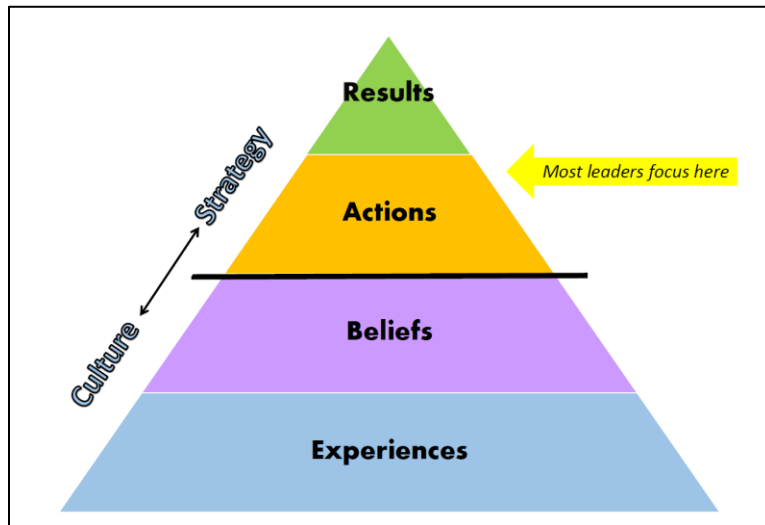 Results
Strategy
Most leaders focus here
Actions
Culture
Beliefs
Experiences